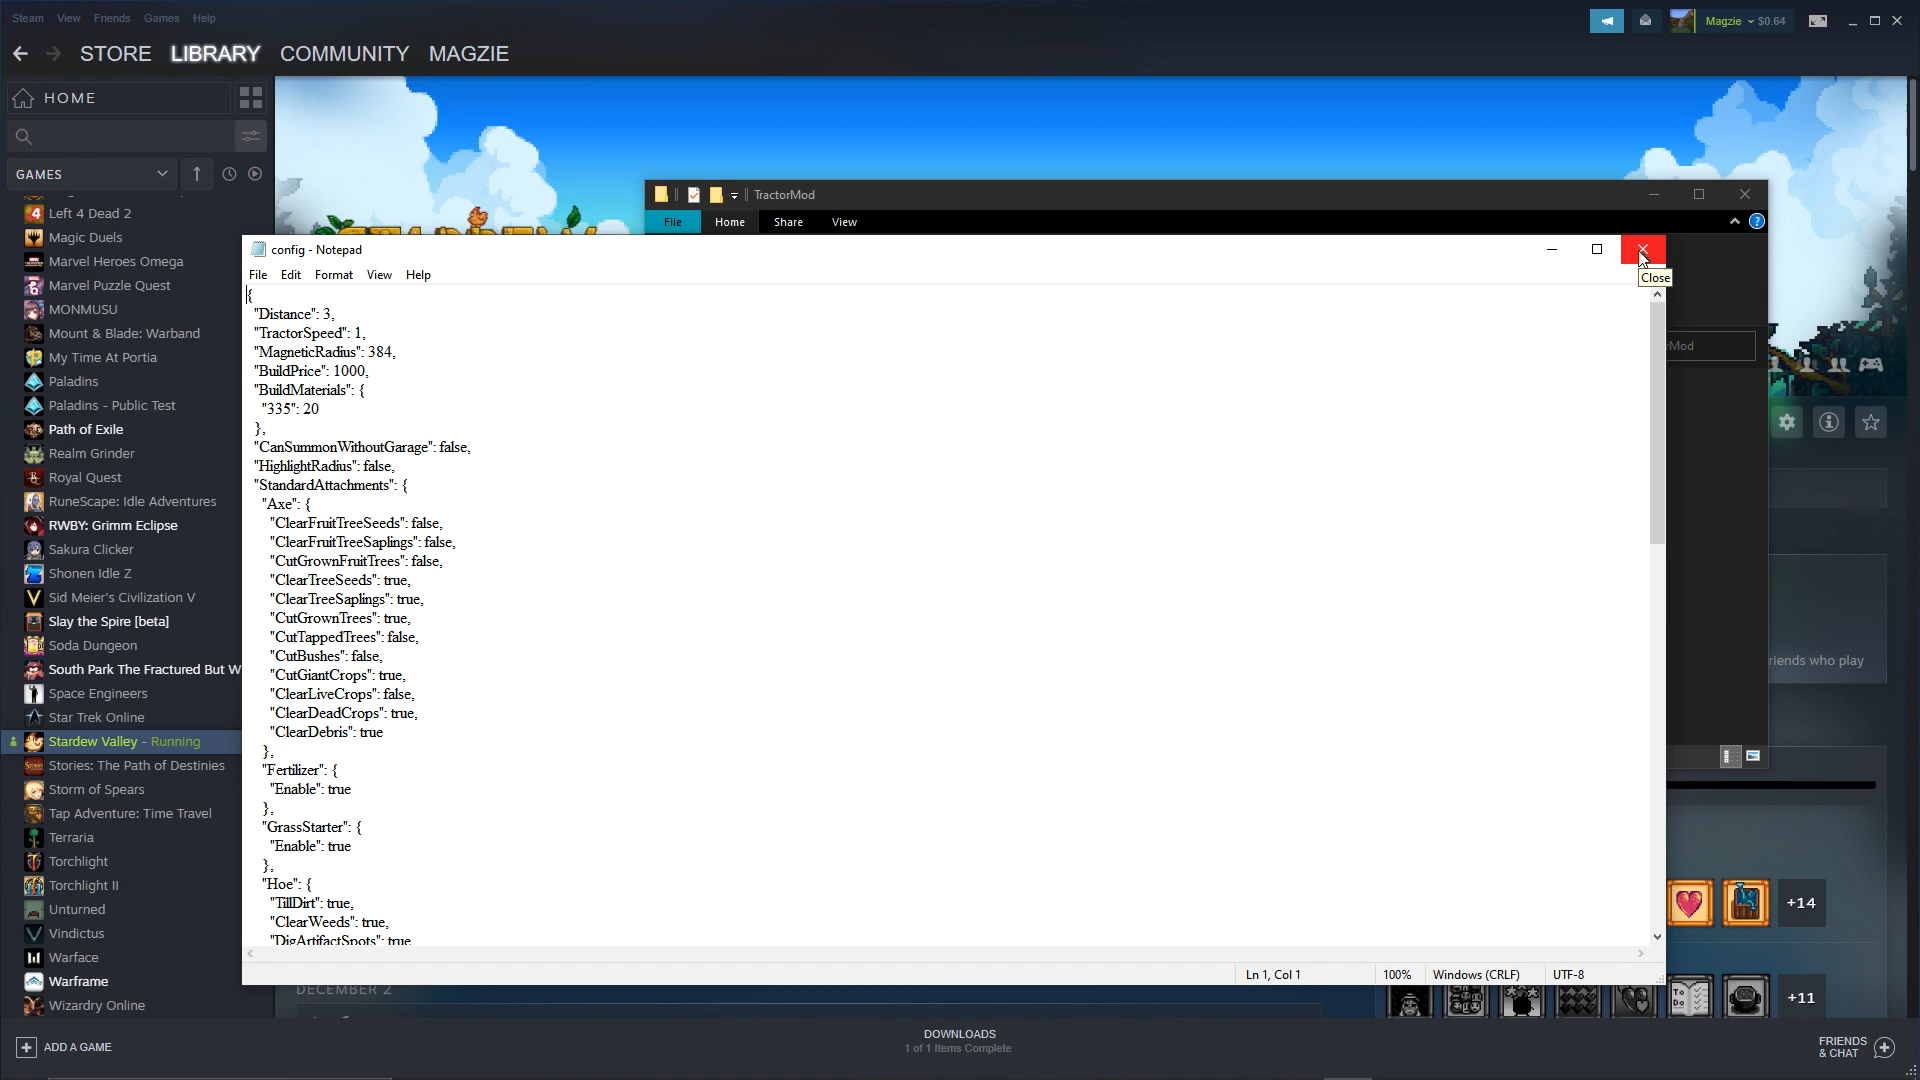 Steam View Friends Games Help
Magzie $0.64
STORE LIBRARY COMMUNITY MAGZIE
HOME
GAMES
Left 4 Dead 2
Magic Duels
Marvel Heroes Omega
Marvel Puzzle Quest
MONMUSU
Mount & Blade: Warband
My Time At Portia
Paladins
Paladins - Public Test
Path of Exile
Realm Grinder
Royal Quest
RuneScape: Idle Adventures
RWBY: Grimm Eclipse
Sakura Clicker
Shonen Idle Z
Sid Meier's Civilization V
Slay the Spire [beta]
Soda Dungeon
South Park The Fractured But W
Space Engineers
Star Trek Online
Stardew Valley - Running
Stories: The Path of Destinies
Storm of Spears
Tap Adventure: Time Travel
Terraria
Torchlight
Torchlight II
Unturned
Vindictus
Warface
Warframe
Wizardry Online
TractorMod
File Home Share View
config - Notepad
File Edit Format View Help
Close
{
"Distance": 3,
"TractorSpeed": 1,
"MagneticRadius": 384,
"BuildPrice": 1000,
"BuildMaterials": {
"335": 20
},
"CanSummonWithoutGarage": false,
"HighlightRadius": false,
"StandardAttachments": {
"Axe": {
"ClearFruitTreeSeeds": false,
"ClearFruitTreeSaplings": false,
"CutGrownFruitTrees": false,
"ClearTreeSeeds": true,
"ClearTreeSaplings": true,
"CutGrownTrees": true,
"CutTappedTrees": false,
"CutBushes": false,
"CutGiantCrops": true,
"ClearLiveCrops": false,
"ClearDeadCrops": true,
"ClearDebris": true
},
"Fertilizer": {
"Enable": true
},
"GrassStarter": {
"Enable": true
},
"Hoe": {
"TillDirt": true,
"ClearWeeds": true,
"DigArtifactSpots": true
Ln 1, Col 1 100% Windows (CRLF) UTF-8
rMod
riends who play
+14
+11
DECEMBER 2
ADD A GAME
DOWNLOADS
1 of 1 Items Complete
FRIENDS
& CHAT